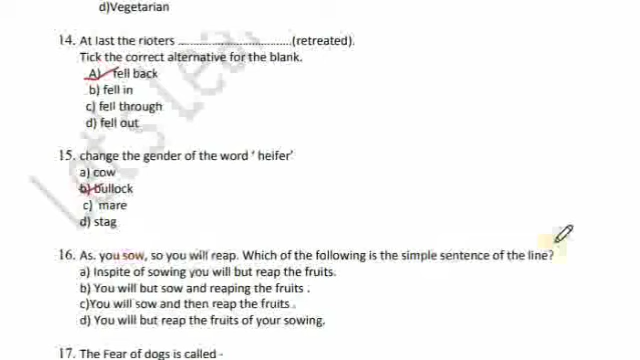 d)Vegetarian
14. At last the rioters ........................................(retreated).
Tick the correct alternative for the blank.
A) fell back
b) fell in
c) fell through
d) fell out
15. change the gender of the word ‘ heifer’
a) cow
b) bullock
c) mare
d) stag
16. As. you sow, so you will reap. Which of the following is the simple sentence of the line?
a) Inspite of sowing you will but reap the fruits.
b) You will but sow and reaping the fruits .
c)You will sow and then reap the fruits .
d) You will but reap the fruits of your sowing.
17. The Fear of dogs is called -